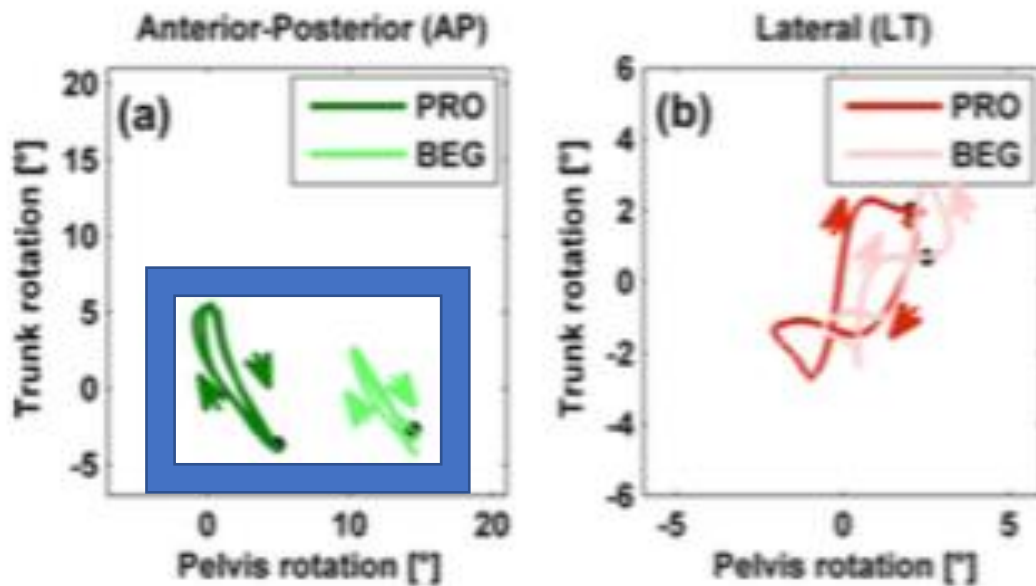 Anterior-Posterior (AP)
(a)
PRO
BEG
Trunk rotation [°]
20
15
10
5
0
-5
0
10
20
Pelvis rotation [°]
Lateral (LT)
(b)
PRO
BEG
Trunk rotation [°]
6
4
2
0
-2
-4
-6
-5
0
5
Pelvis rotation [°]